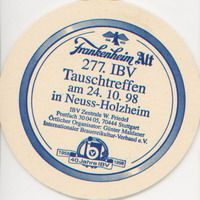 Frankenheim Alt
277. IBV
Tauschtreffen
am 24. 10. 98
in Neuss-Holzheim
IBV Zentrale W. Friedel
Postfach 30 04 05, 70444 Stuttgart
Örtlicher Organisator: Günter Maldaner
Internationaler Brauereikultur-Verband e.V.
1958 1998
40 Jahre IBV